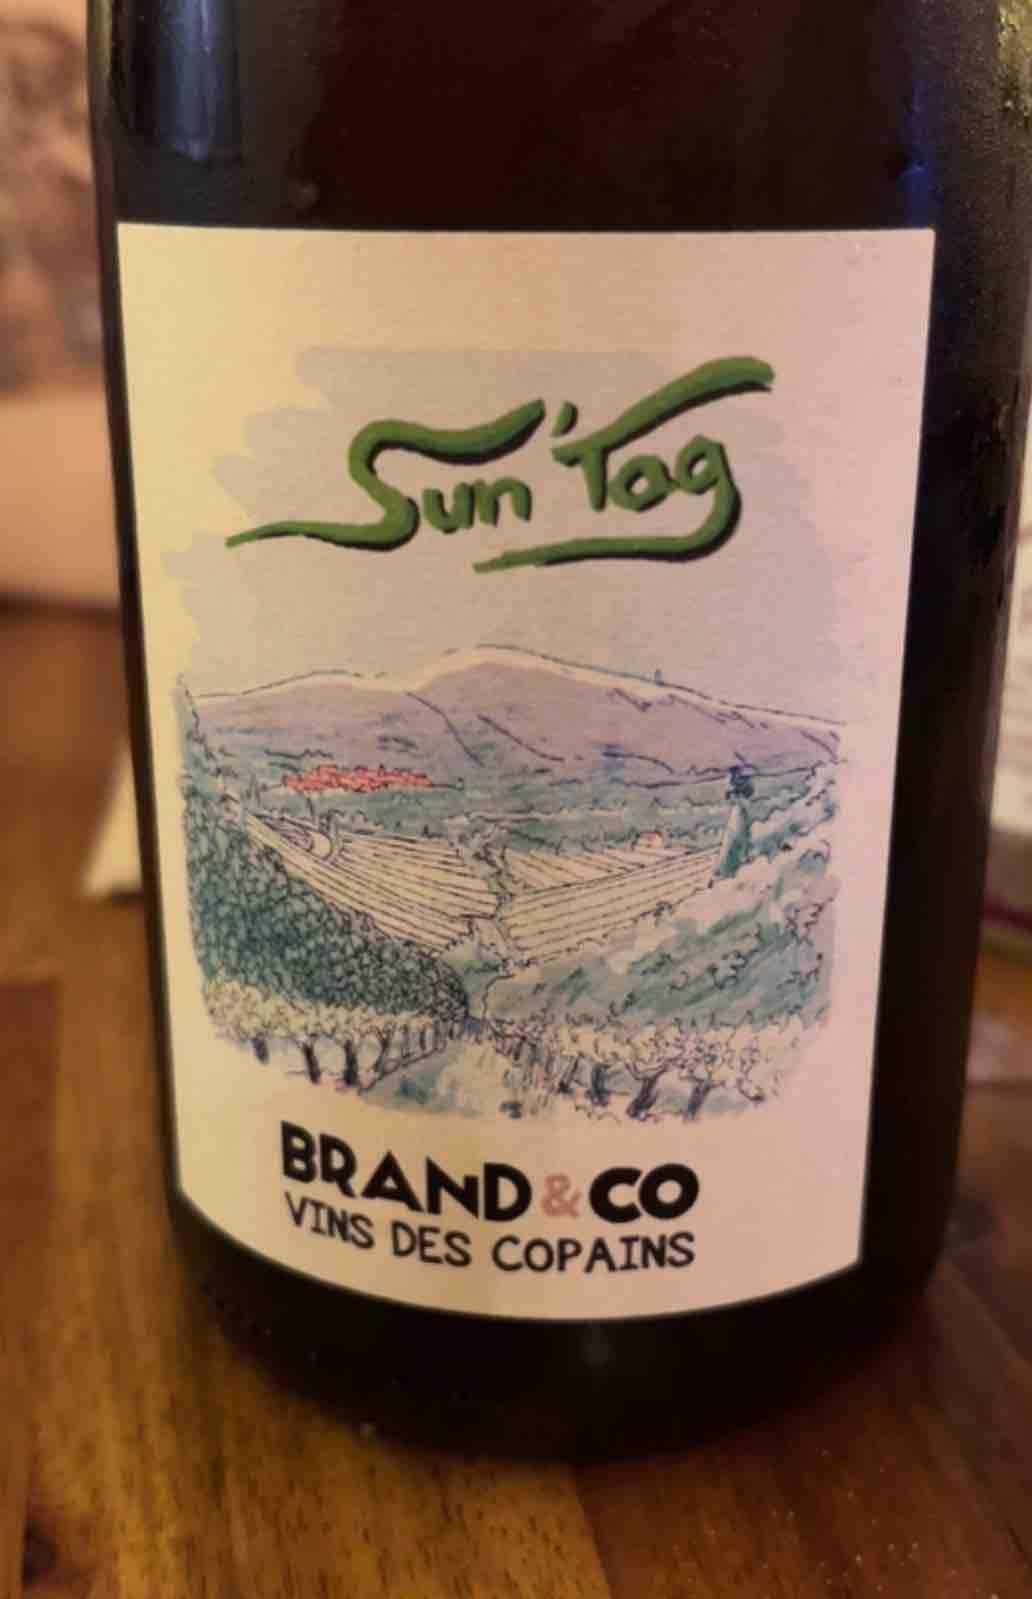 Sun'Tag
BRAND & CO
VINS DES COPAINS